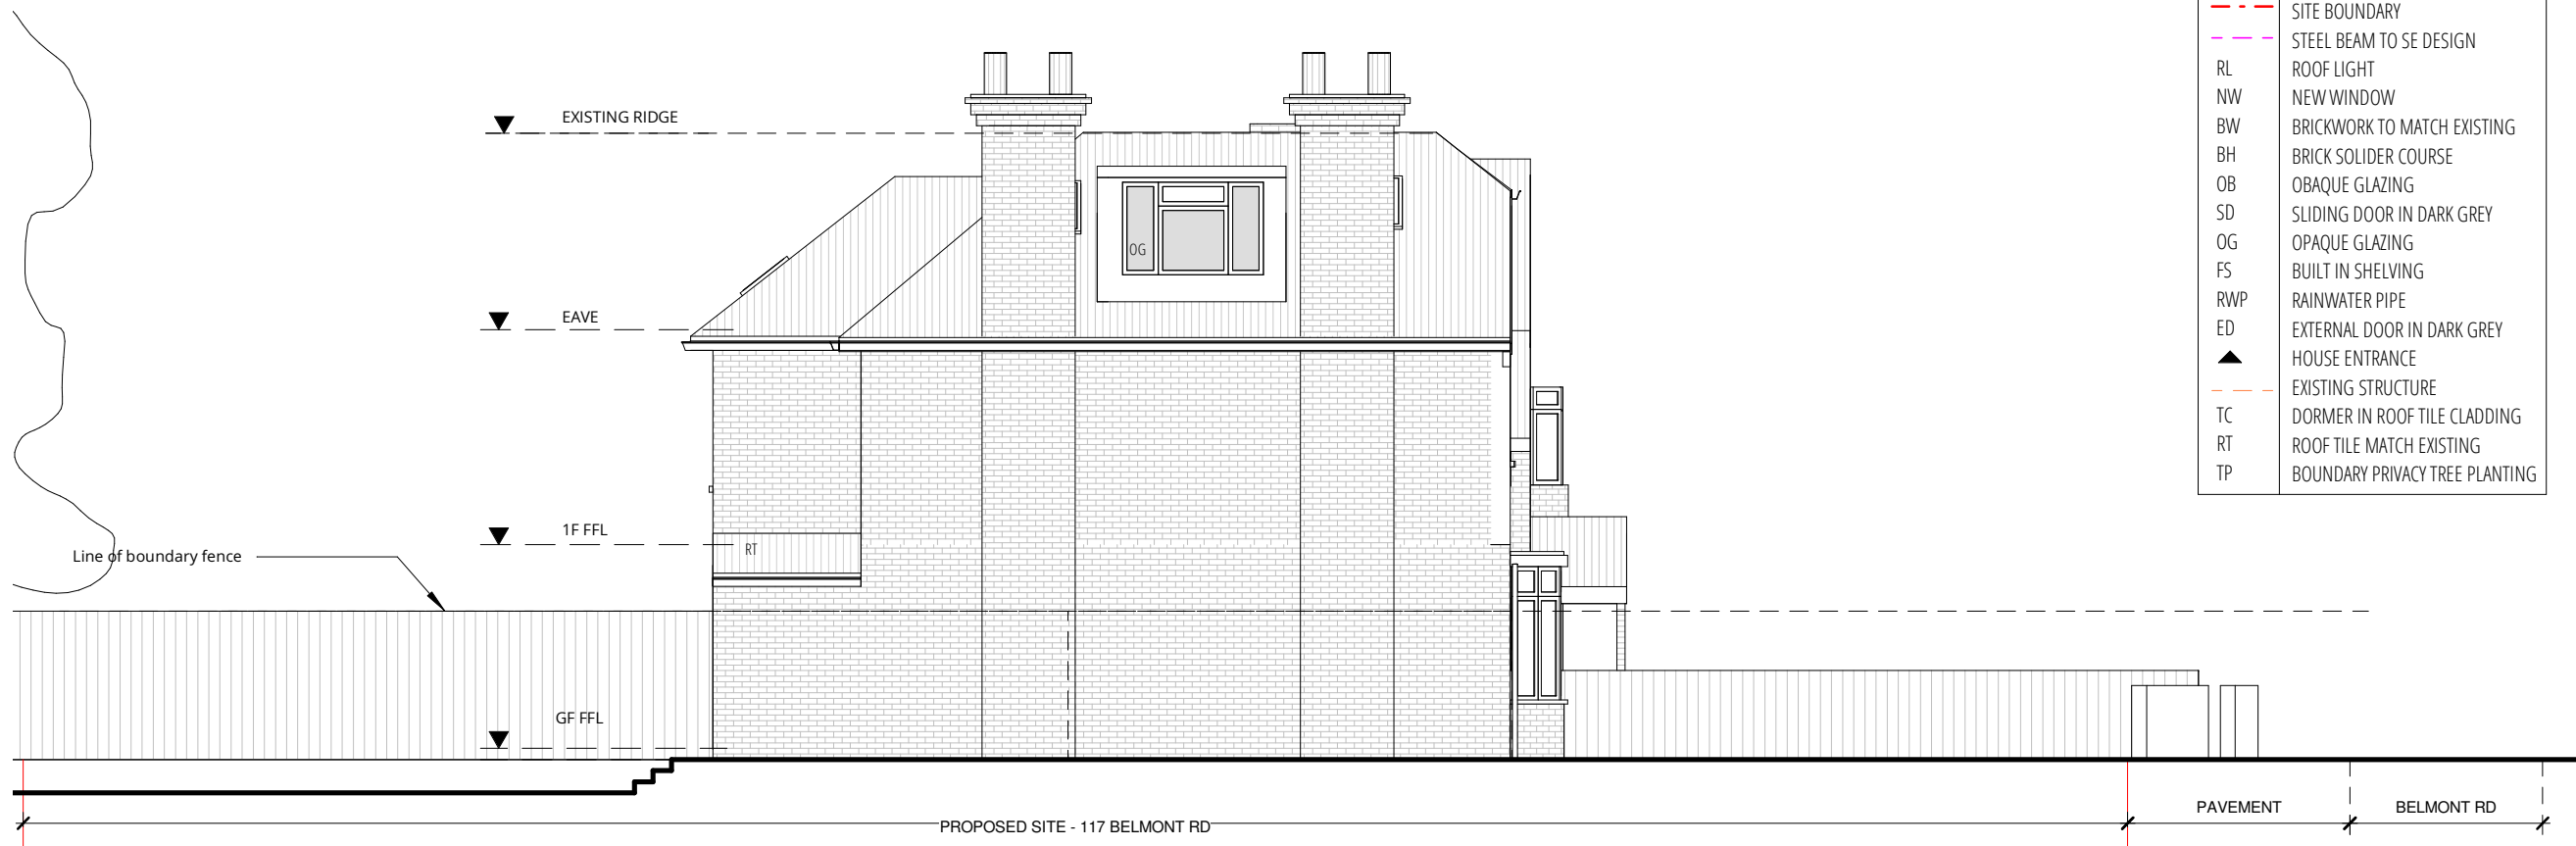 SITE BOUNDARY
STEEL BEAM TO SE DESIGN
RL ROOF LIGHT
NW NEW WINDOW
BW BRICKWORK TO MATCH EXISTING
BH BRICK SOLIDER COURSE
OB OBAQUE GLAZING
SD SLIDING DOOR IN DARK GREY
OG OPAQUE GLAZING
FS BUILT IN SHELVING
RWP RAINWATER PIPE
ED EXTERNAL DOOR IN DARK GREY
HOUSE ENTRANCE
EXISTING STRUCTURE
TC DORMER IN ROOF TILE CLADDING
RT ROOF TILE MATCH EXISTING
TP BOUNDARY PRIVACY TREE PLANTING
EXISTING RIDGE
OG
EAVE
1F FFL
RT
Line of boundary fence
GF FFL
PROPOSED SITE - 117 BELMONT RD
PAVEMENT
BELMONT RD